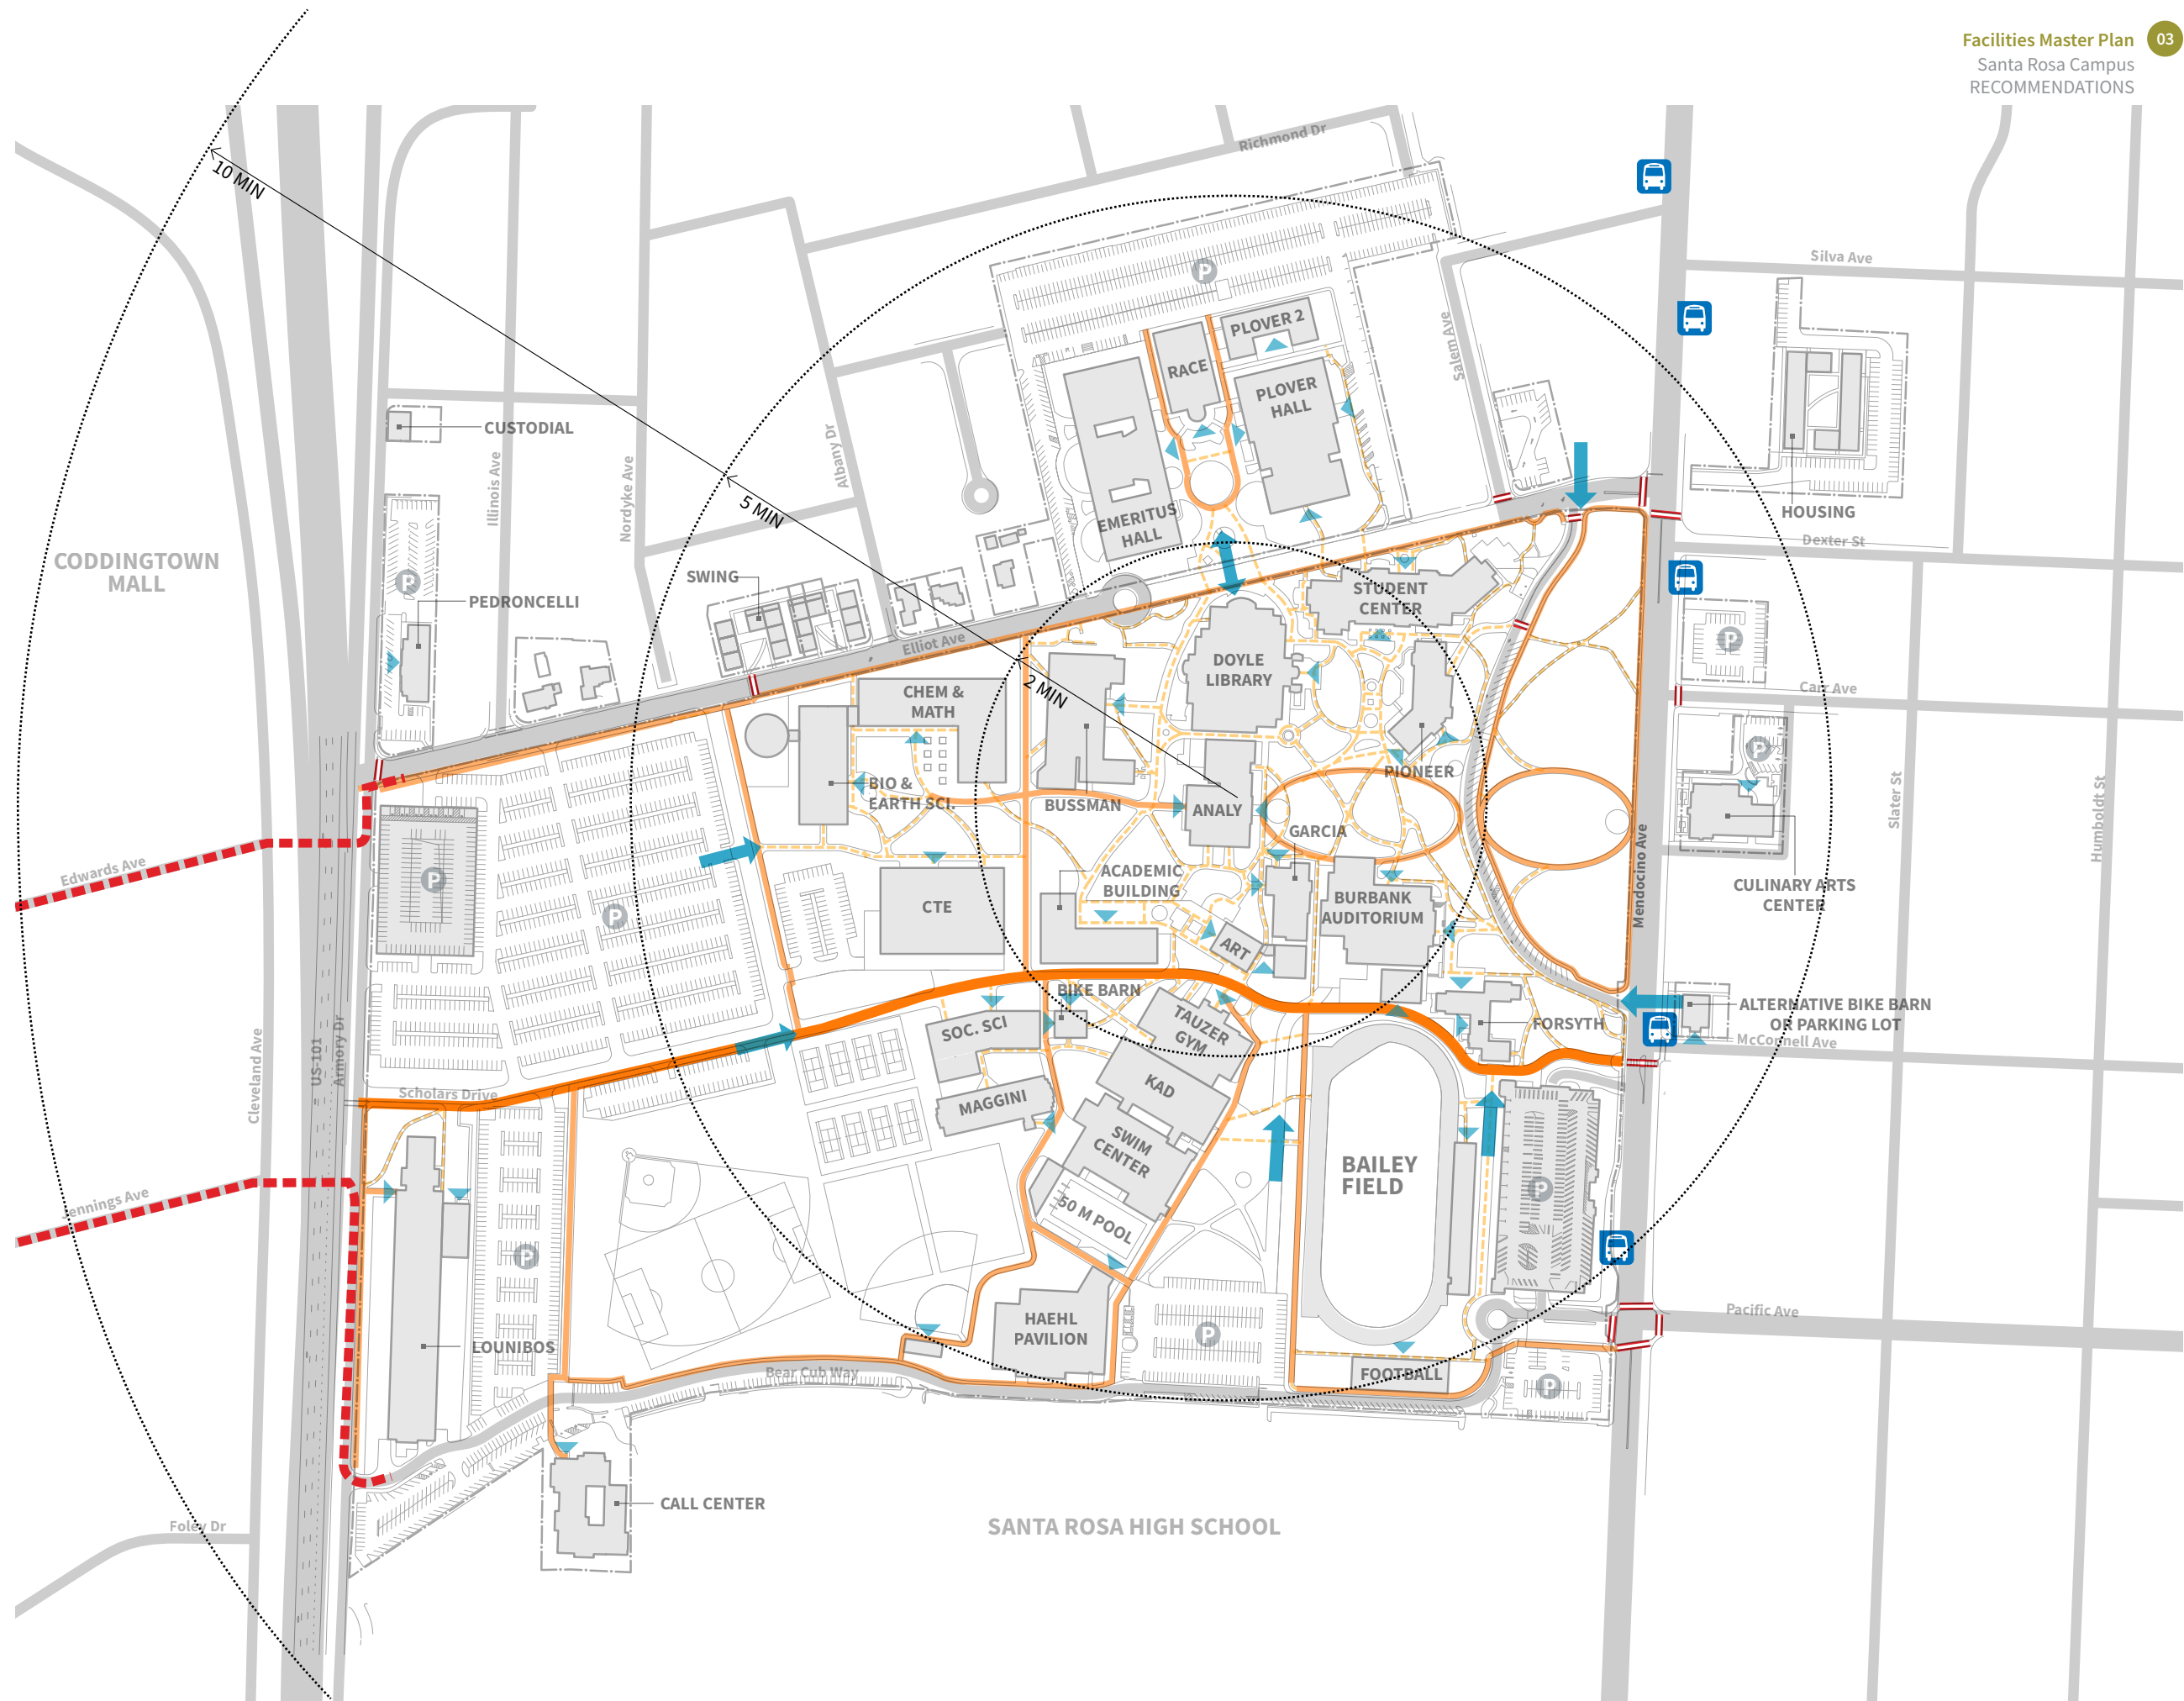 Facilities Master Plan
03
Santa Rosa Campus
RECOMMENDATIONS
Richmond Dr
10 MIN
Silva Ave
PLOVER 2
RACE
Salem Ave
PLOVER
HALL
CUSTODIAL
Albany Dr
Illinois Ave
Nordyke Ave
5 MIN
EMERITUS
HALL
HOUSING
Dexter St
CODDINGTOWN
MALL
SWING
PEDRONCELLI
STUDENT
CENTER
Elliot Ave
DOYLE
LIBRARY
2 MIN
CHEM &
MATH
Carr Ave
PIONEER
BIO &
EARTH SCI.
BUSSMAN
ANALY
GARCIA
Slater St
Humboldt St
Edwards Ave
ACADEMIC
BUILDING
Mendocino Ave
CULINARY ARTS
CENTER
CTE
BURBANK
AUDITORIUM
ART
BIKE BARN
ALTERNATIVE BIKE BARN
OR PARKING LOT
McConnell Ave
SOC. SCI
TAUZER
GYM
FORSYTH
Cleveland Ave
US-101
Armory Dr
Scholars Drive
KAD
MAGGINI
SWIM
CENTER
BAILEY
FIELD
Jennings Ave
50 M POOL
HAEHL
PAVILION
Pacific Ave
LOUNIBOS
Bear Cub Way
FOOTBALL
CALL CENTER
SANTA ROSA HIGH SCHOOL
Foley Dr
P
P
P
P
P
P
P
P
P
P